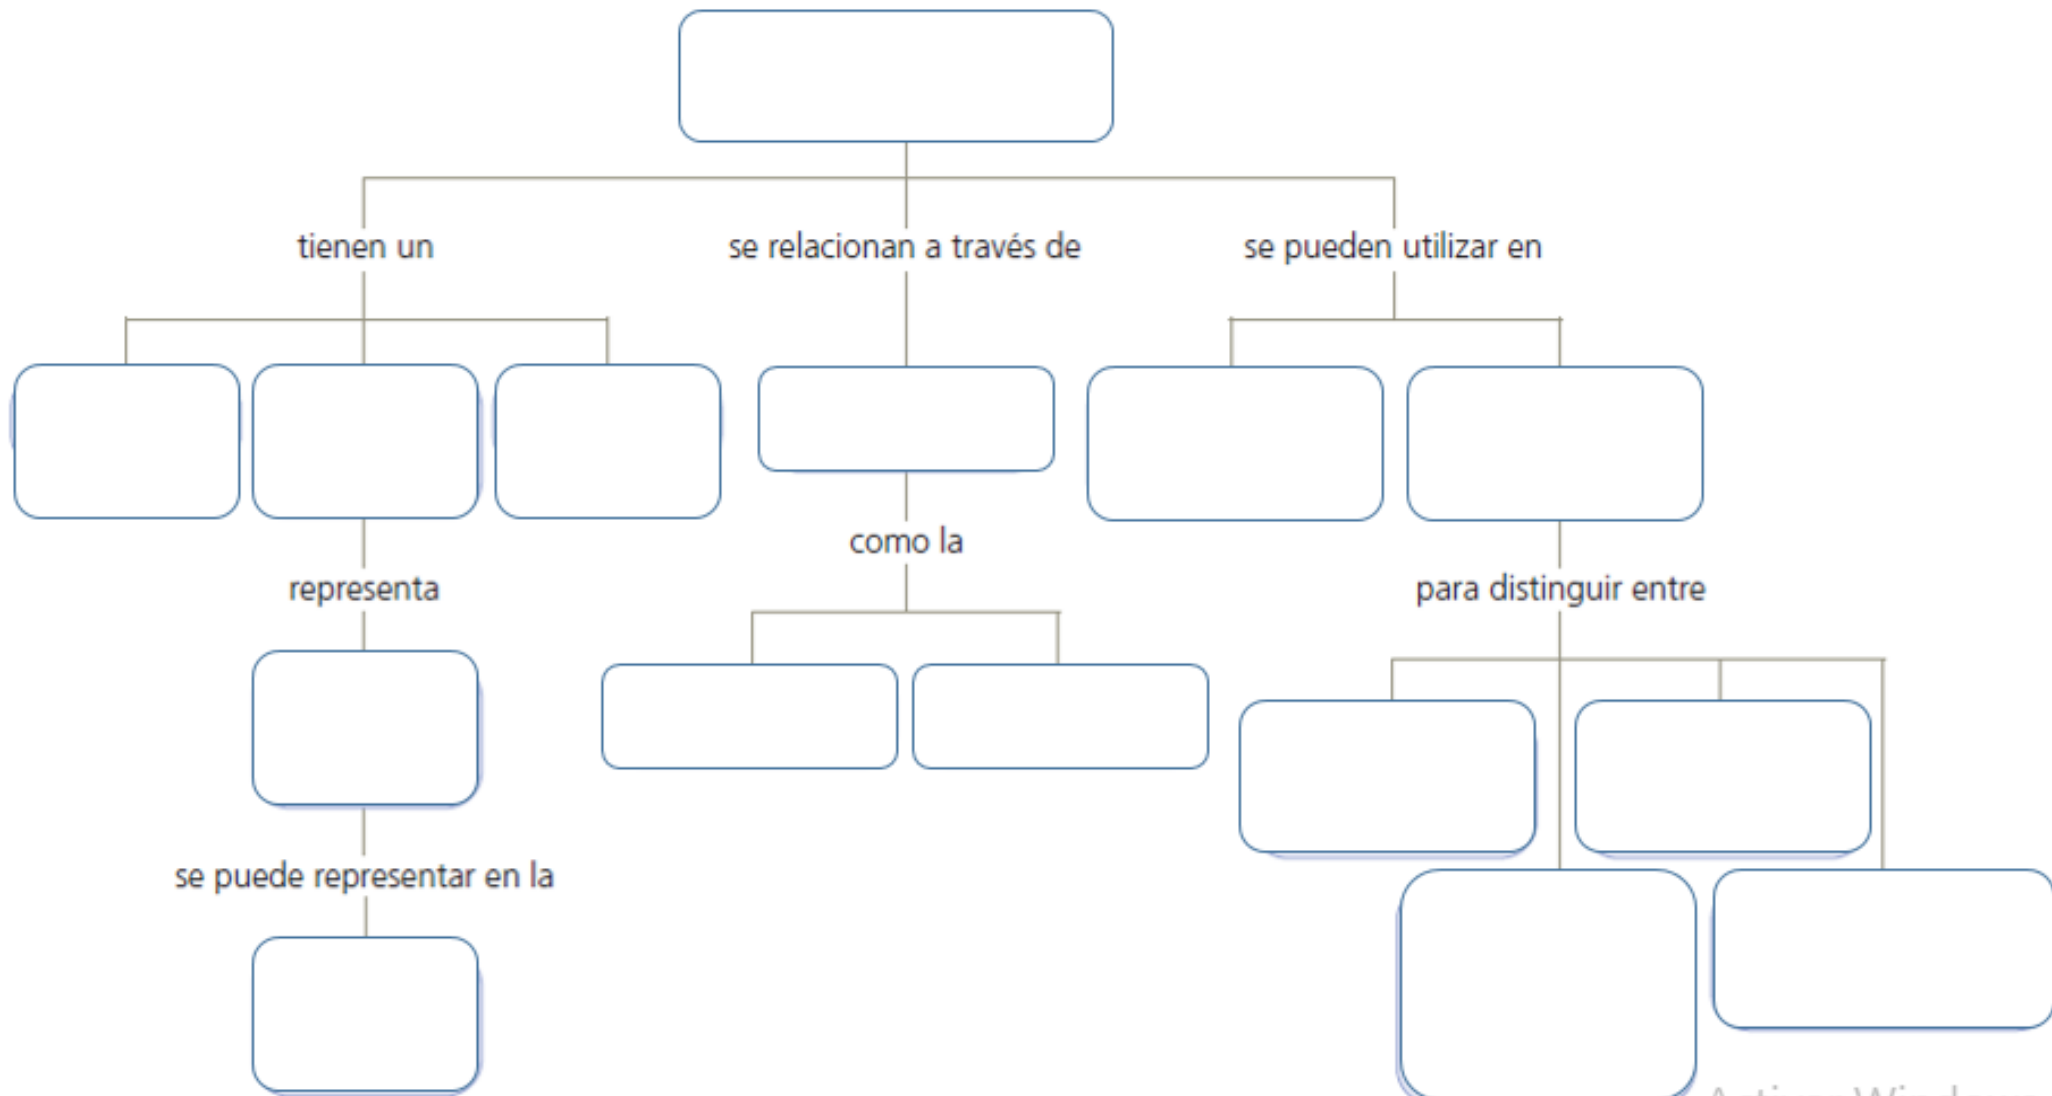 tienen un
se relacionan a través de
se pueden utilizar en
como la
representa
para distinguir entre
se puede representar en la